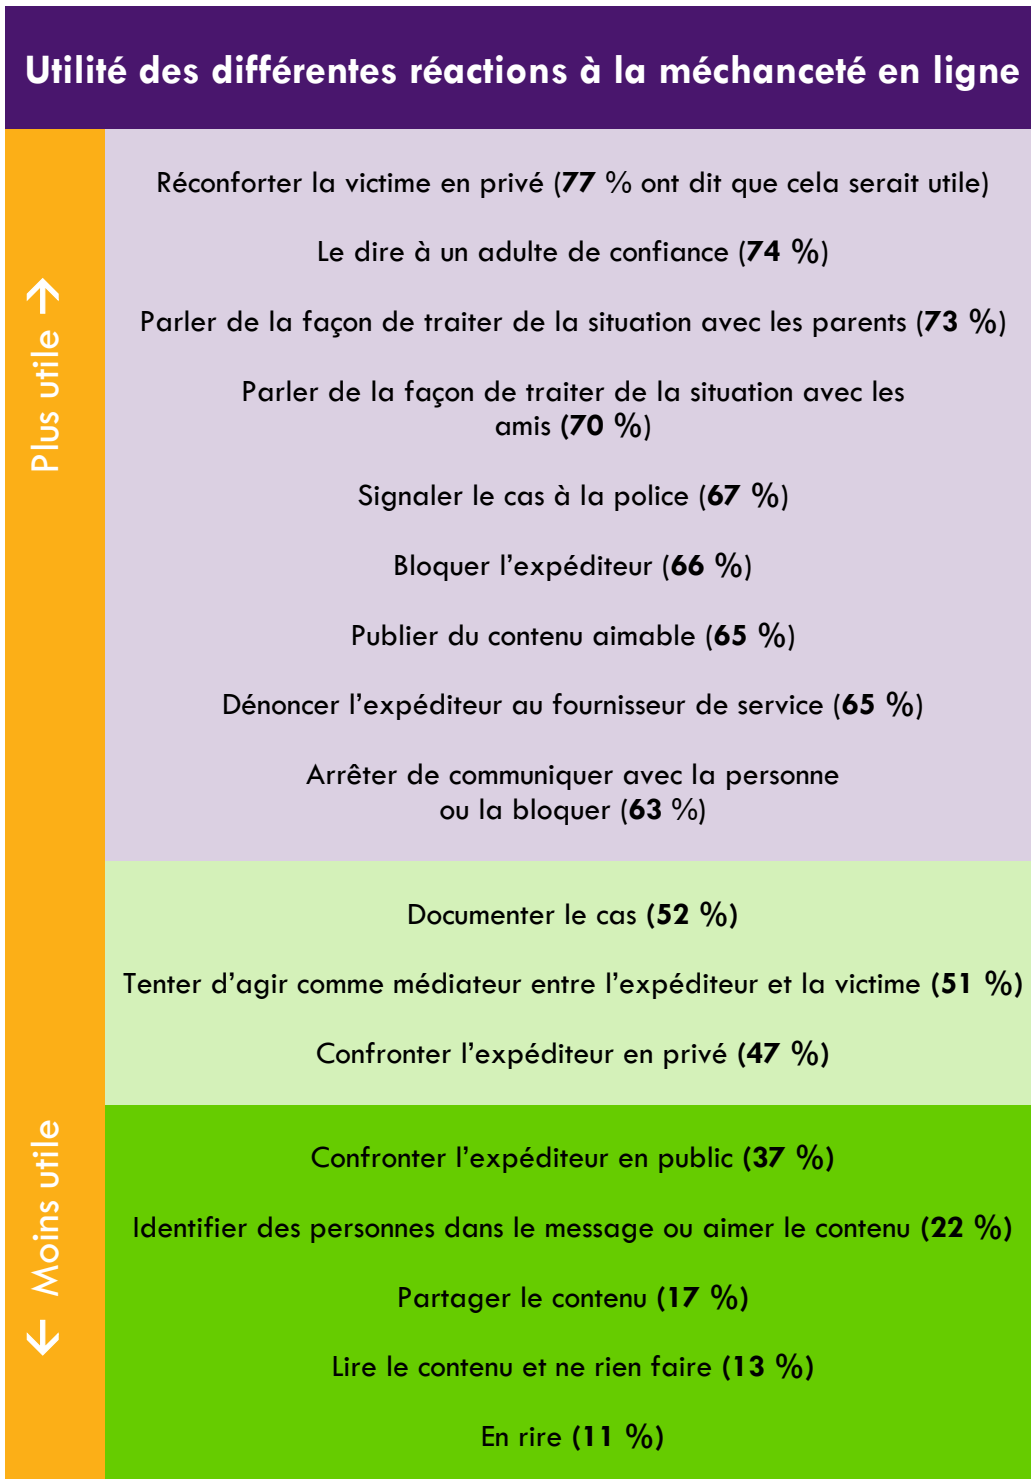 Utilité des différentes réactions à la méchanceté en ligne
Plus utile →
Réconforter la victime en privé (77 % ont dit que cela serait utile)
Le dire à un adulte de confiance (74 %)
Parler de la façon de traiter de la situation avec les parents (73 %)
Parler de la façon de traiter de la situation avec les
amis (70 %)
Signaler le cas à la police (67 %)
Bloquer l’expéditeur (66 %)
Publier du contenu aimable (65 %)
Dénoncer l’expéditeur au fournisseur de service (65 %)
Arrêter de communiquer avec la personne
ou la bloquer (63 %)
Documenter le cas (52 %)
Tenter d’agir comme médiateur entre l’expéditeur et la victime (51 %)
Confronter l’expéditeur en privé (47 %)
← Moins utile
Confronter l’expéditeur en public (37 %)
Identifier des personnes dans le message ou aimer le contenu (22 %)
Partager le contenu (17 %)
Lire le contenu et ne rien faire (13 %)
En rire (11 %)